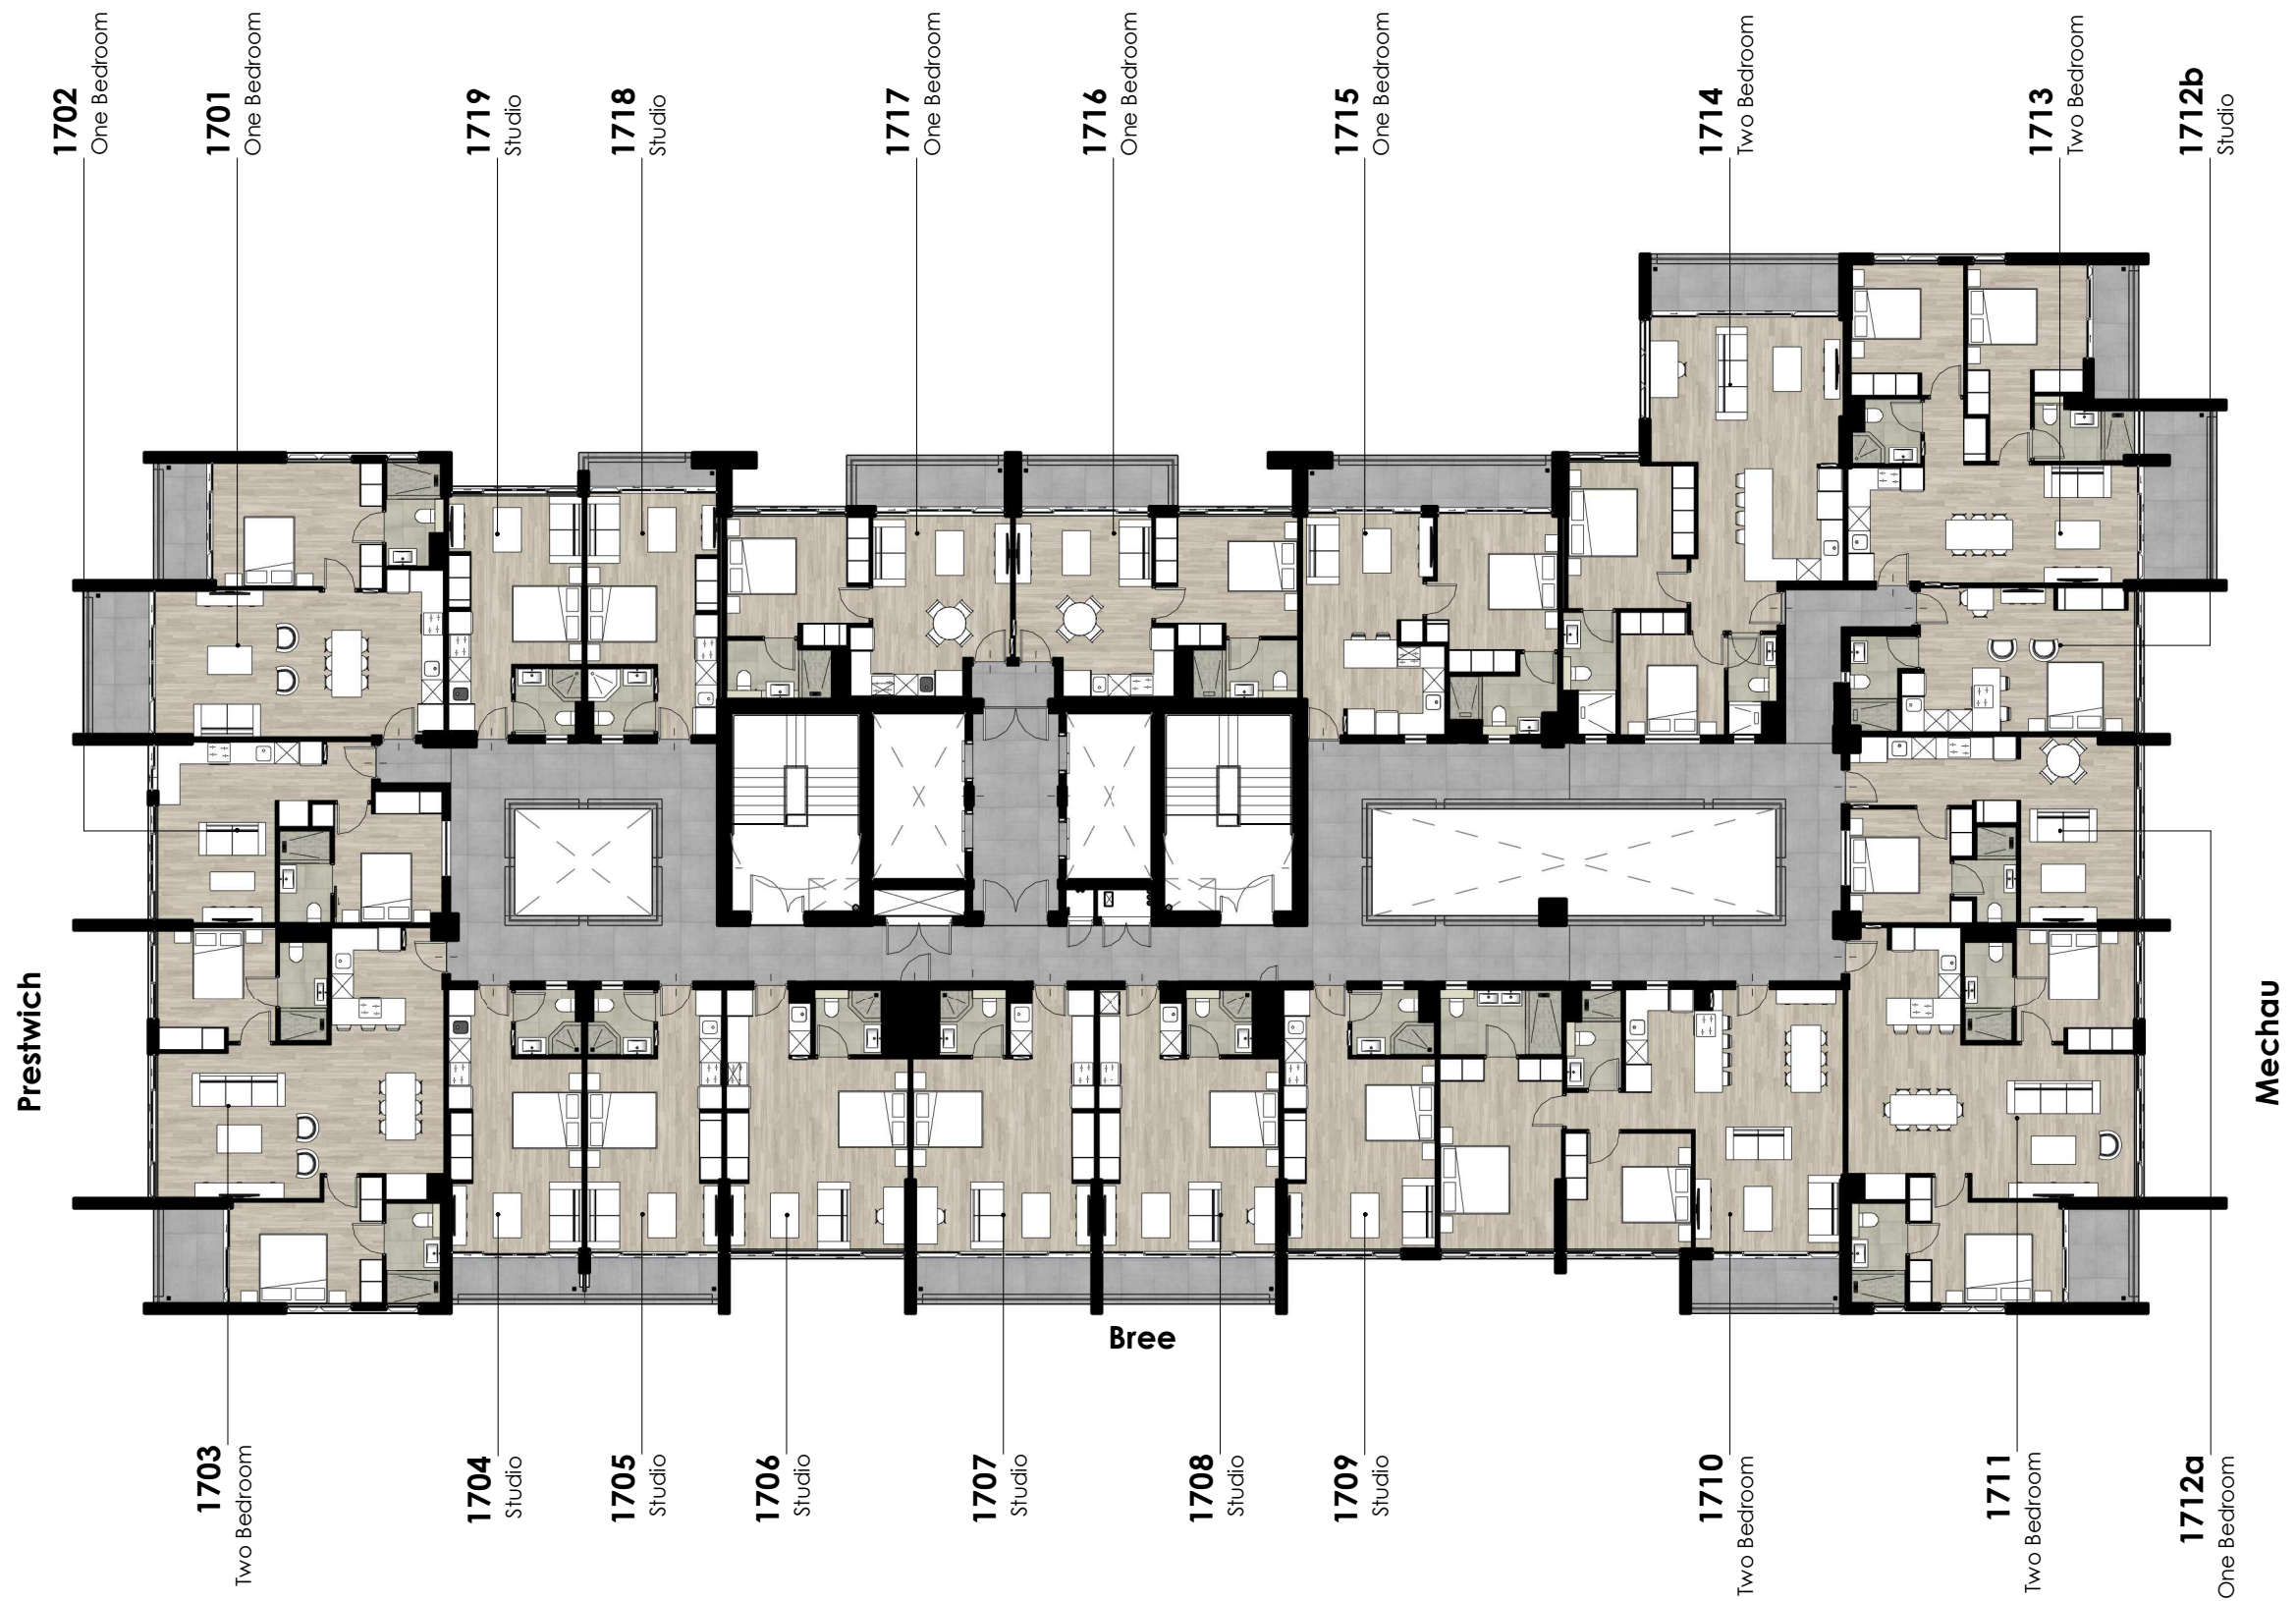 1702
One Bedroom
1701
One Bedroom
1719
Studio
1718
Studio
1717
One Bedroom
1716
One Bedroom
1715
One Bedroom
1714
Two Bedroom
1713
Two Bedroom
1712b
Studio
Prestwich
Mechau
Bree
1703
Two Bedroom
1704
Studio
1705
Studio
1706
Studio
1707
Studio
1708
Studio
1709
Studio
1710
Two Bedroom
1711
Two Bedroom
1712a
One Bedroom